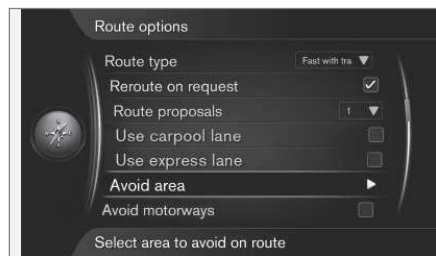 Route options
Route type Fast with tra
Reroute on request
Route proposals 1
Use carpool lane
Use express lane
Avoid area
Avoid motorways
Select area to avoid on route